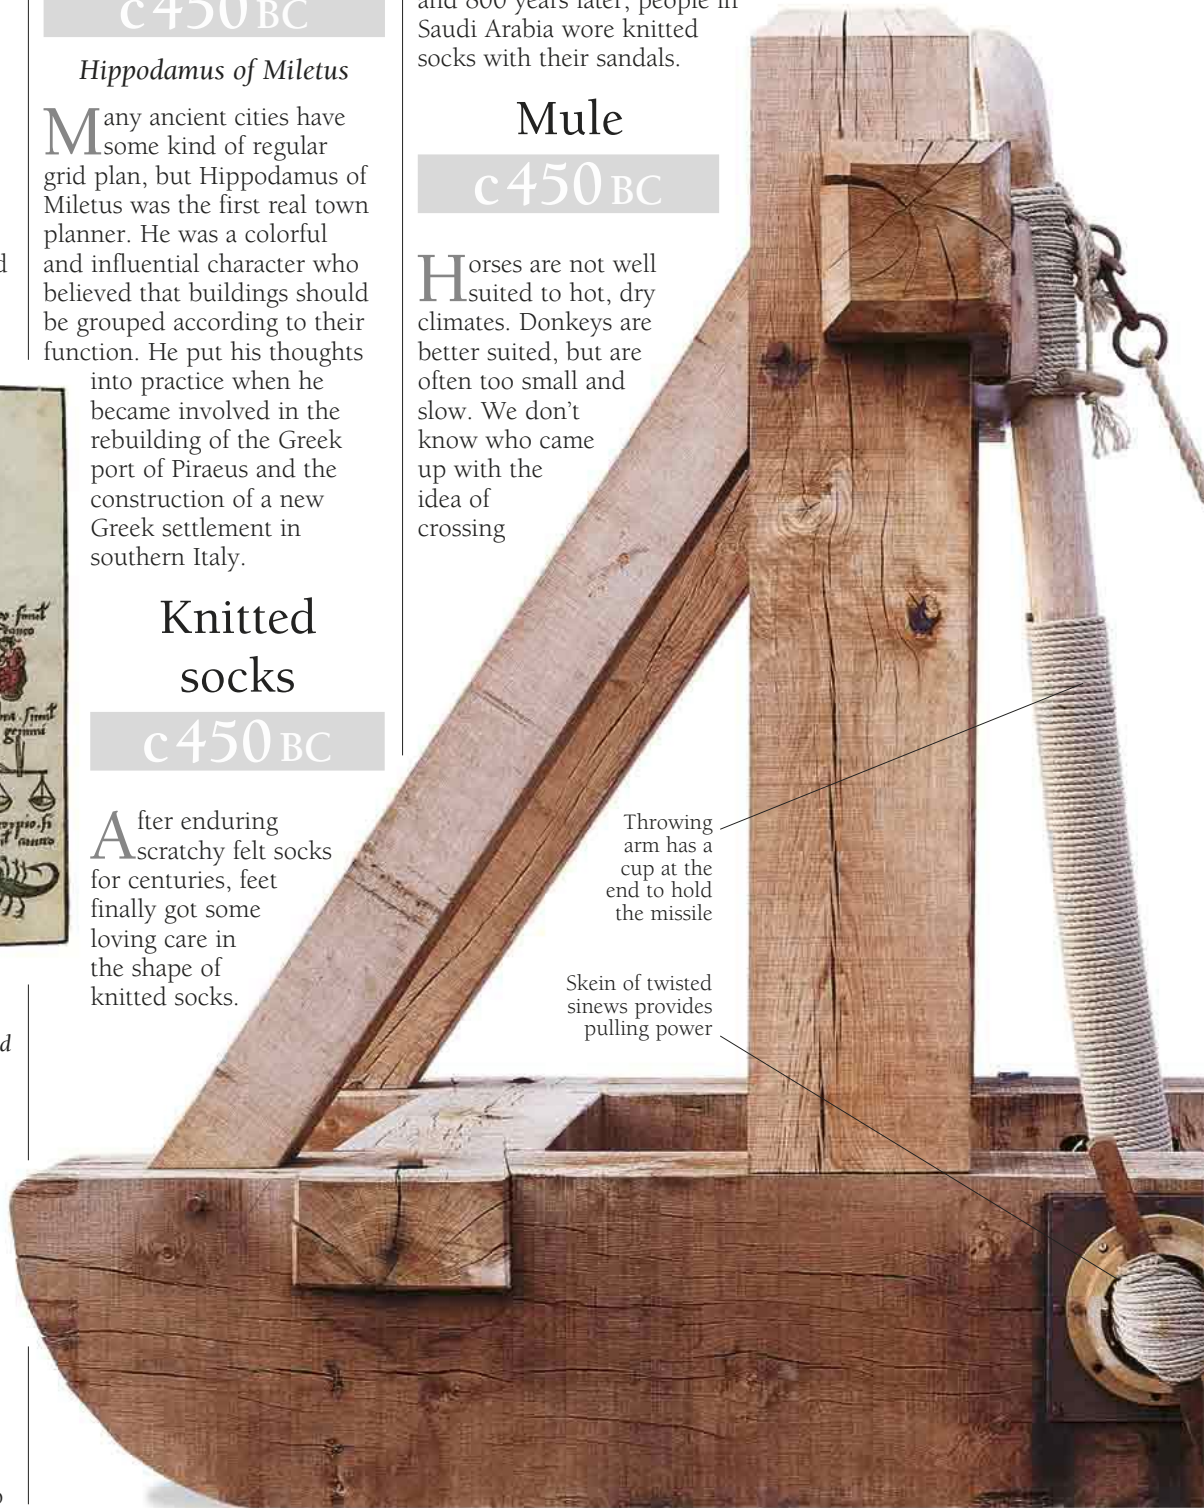 c450 BC
Hippodamus of Miletus
Many ancient cities have
some kind of regular
grid plan, but Hippodamus of
Miletus was the first real town
planner. He was a colorful
and influential character who
believed that buildings should
be grouped according to their
function. He put his thoughts
into practice when he
became involved in the
rebuilding of the Greek
port of Piraeus and the
construction of a new
Greek settlement in
southern Italy.
Knitted
socks
c450 BC
After enduring
scratchy felt socks
for centuries, feet
finally got some
loving care in
the shape of
knitted socks.
and 800 years later, people in
Saudi Arabia wore knitted
socks with their sandals.
Mule
c450 BC
Horses are not well
suited to hot, dry
climates. Donkeys are
better suited, but are
often too small and
slow. We don't
know who came
up with the
idea of
crossing
Throwing
arm has a
cup at the
end to hold
the missile
Skein of twisted
sinews provides
pulling power